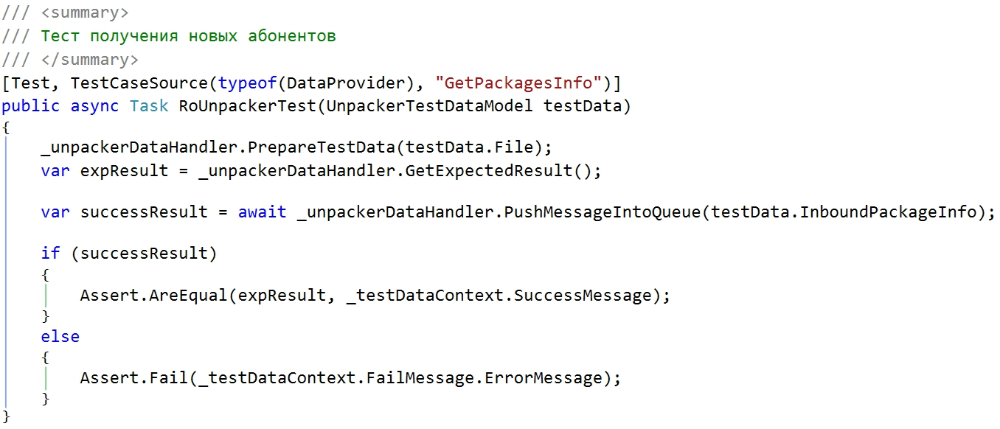 /// <summary>
/// Тест получения новых абонентов
/// </summary>
[Test, TestCaseSource(typeof(DataProvider), "GetPackagesInfo")]
public async Task RoUnpackerTest(UnpackerTestDataModel testData)
{
    _unpackerDataHandler.PrepareTestData(testData.File);
    var expResult = _unpackerDataHandler.GetExpectedResult();

    var successResult = await _unpackerDataHandler.PushMessageIntoQueue(testData.InboundPackageInfo);

    if (successResult)
    {
        Assert.AreEqual(expResult, _testDataContext.SuccessMessage);
    }
    else
    {
        Assert.Fail(_testDataContext.FailMessage.ErrorMessage);
    }
}